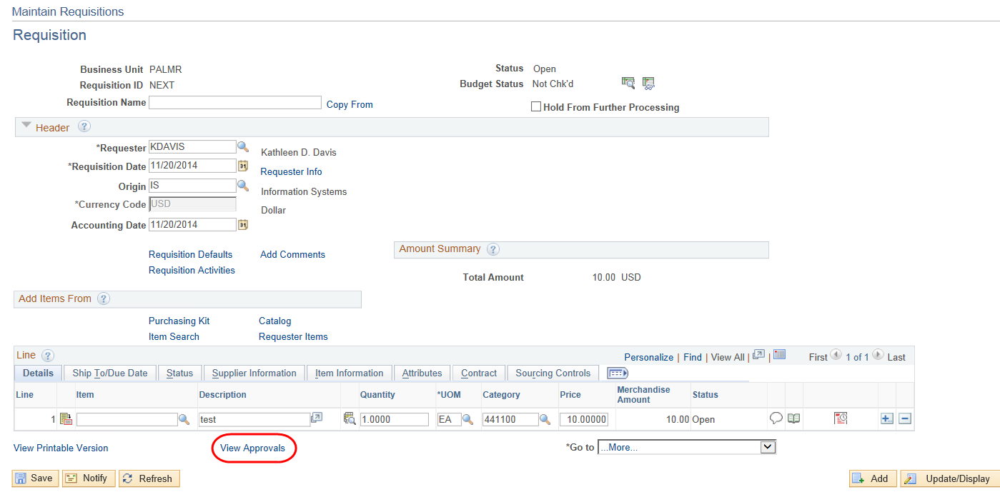 Maintain Requisitions
Requisition
Business Unit PALMR
Status Open
Requisition ID NEXT
Budget Status Not Chk'd
Requisition Name
Copy From
Hold From Further Processing
Header ?
*Requester KDAVIS
Kathleen D. Davis
*Requisition Date 11/20/2014 31
Requester Info
Origin IS
Information Systems
*Currency Code USD
Dollar
Accounting Date 11/20/2014 31
Requisition Defaults Add Comments
Amount Summary ?
Requisition Activities
Total Amount 10.00 USD
Add Items From ?
Purchasing Kit Catalog
Item Search Requester Items
Line ? Personalize | Find | View All | | First 1 of 1 Last
Details Ship To/Due Date Status Supplier Information Item Information Attributes Contract Sourcing Controls
Line Item Description Quantity *UOM Category Price Merchandise Amount Status
1 test 1.0000 EA 441100 10.00000 10.00 Open
View Printable Version View Approvals *Go to ...More...
Save Notify Refresh Add Update/Display